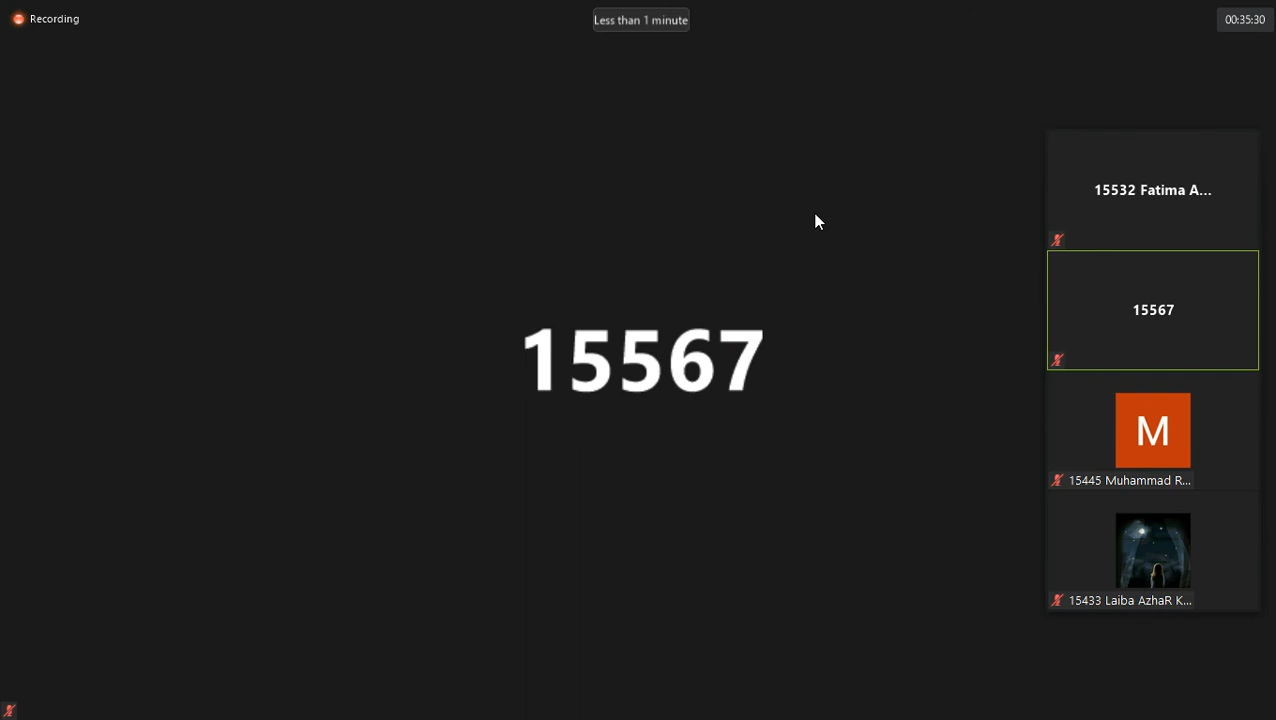 Recording
Less than 1 minute
00:35:30
15532 Fatima A...
15567
15567
M
15445 Muhammad R...
15433 Laiba AzhaR K...